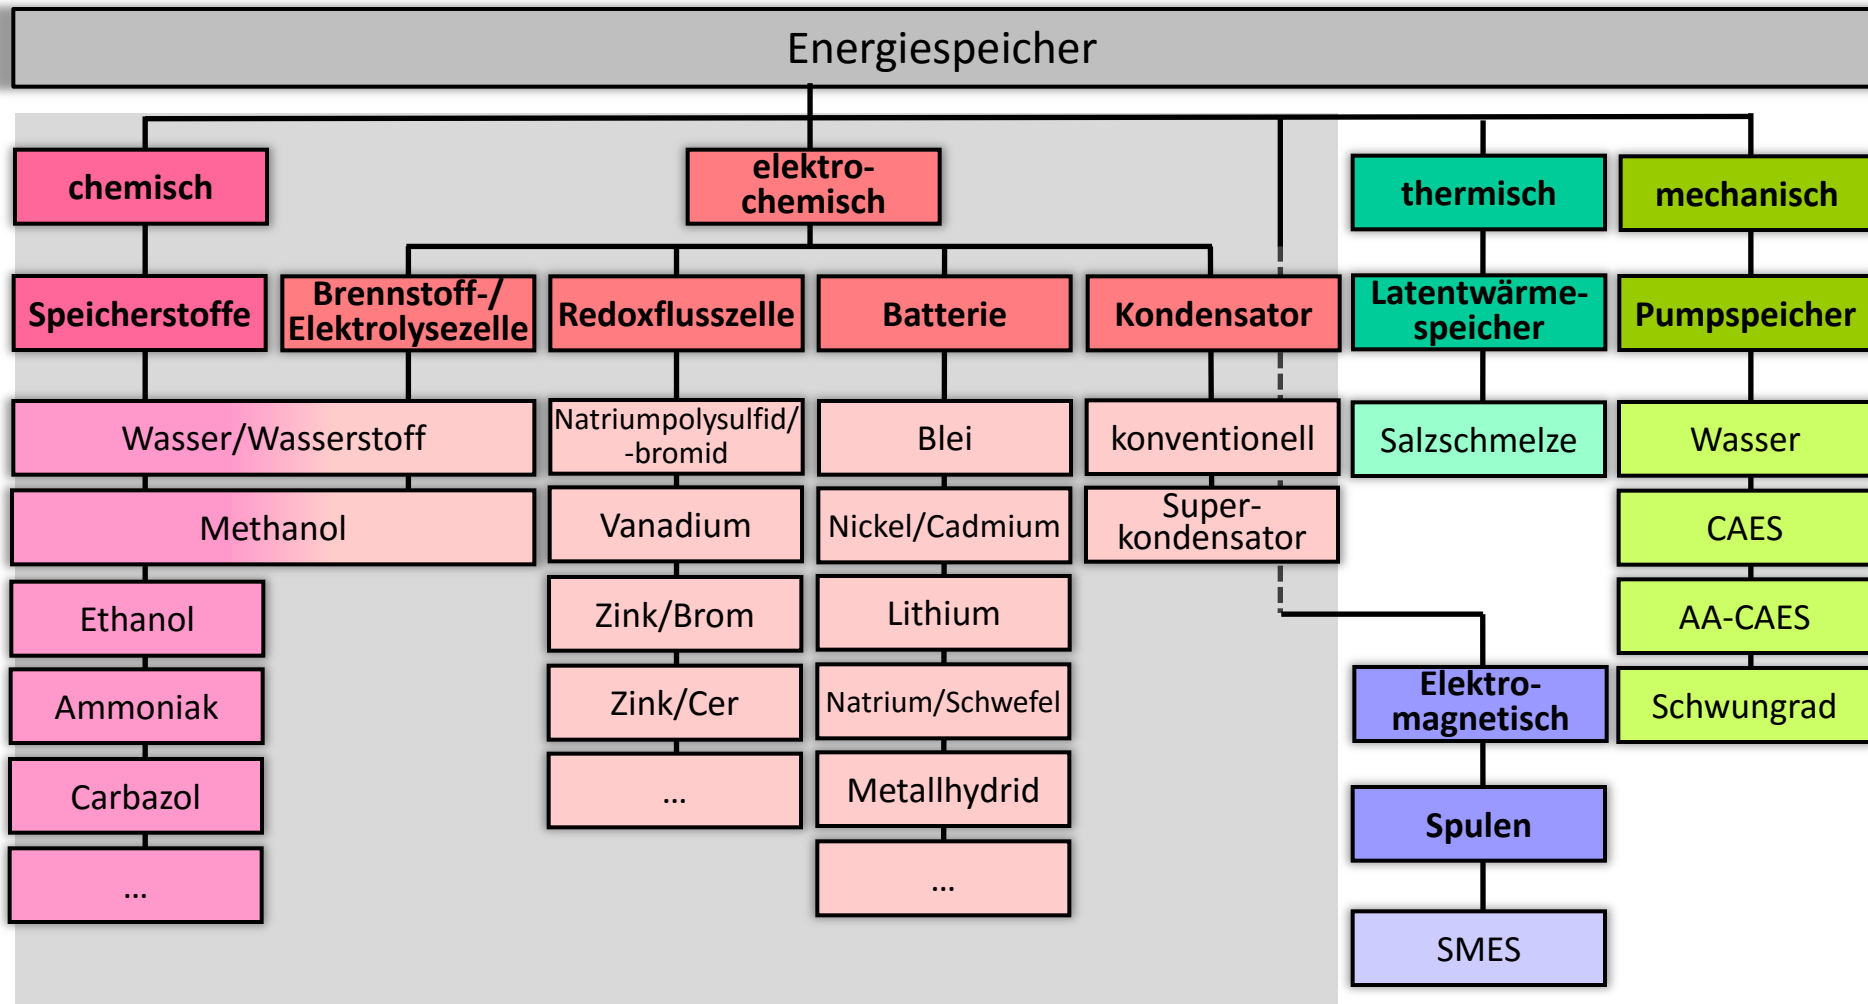 Energiespeicher
chemisch
elektro-
chemisch
thermisch
mechanisch
Speicherstoffe
Brennstoff-/
Elektrolysezelle
Redoxflusszelle
Batterie
Kondensator
Latentwärme-
speicher
Pumpspeicher
Wasser/Wasserstoff
Natriumpolysulfid/
-bromid
Blei
konventionell
Salzschmelze
Wasser
Methanol
Vanadium
Nickel/Cadmium
Super-
kondensator
CAES
Ethanol
Zink/Brom
Lithium
AA-CAES
Ammoniak
Zink/Cer
Natrium/Schwefel
Elektro-
magnetisch
Schwungrad
Carbazol
...
Metallhydrid
Spulen
...
...
SMES